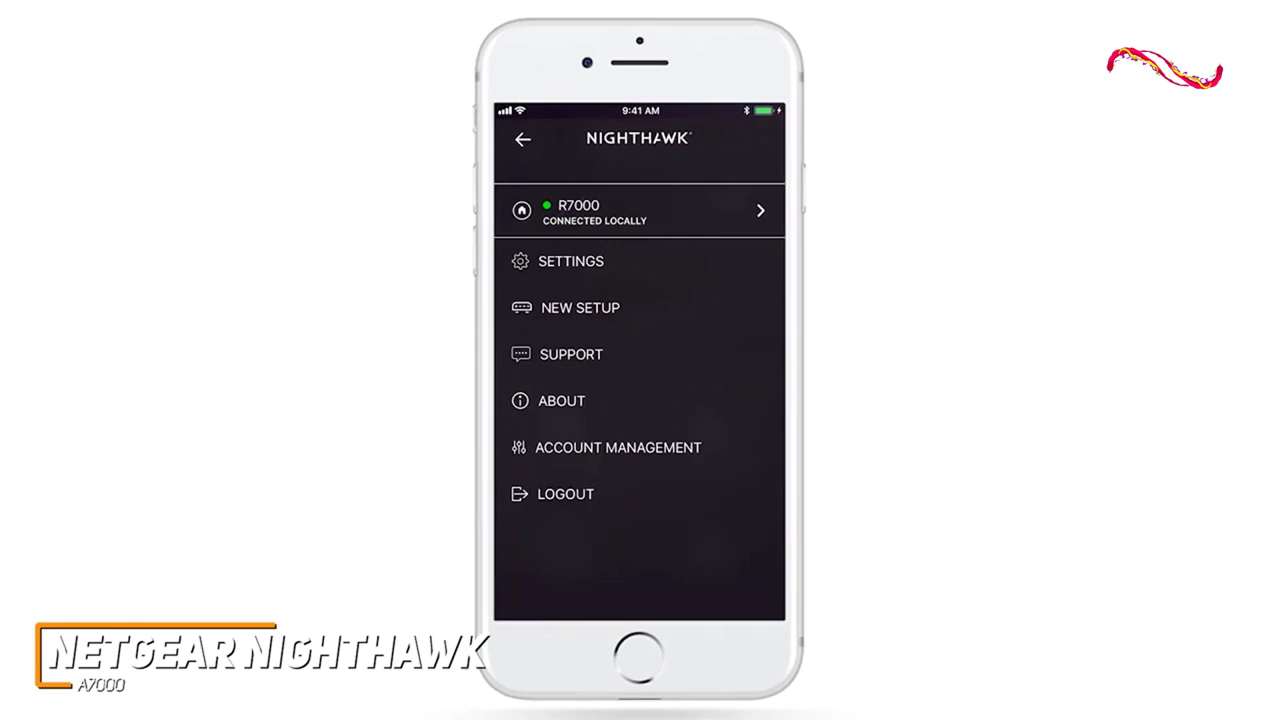 9:41 AM
NIGHTHAWK
R7000
CONNECTED LOCALLY
SETTINGS
NEW SETUP
SUPPORT
ABOUT
ACCOUNT MANAGEMENT
LOGOUT
NETGEAR NIGHTHAWK
A7000